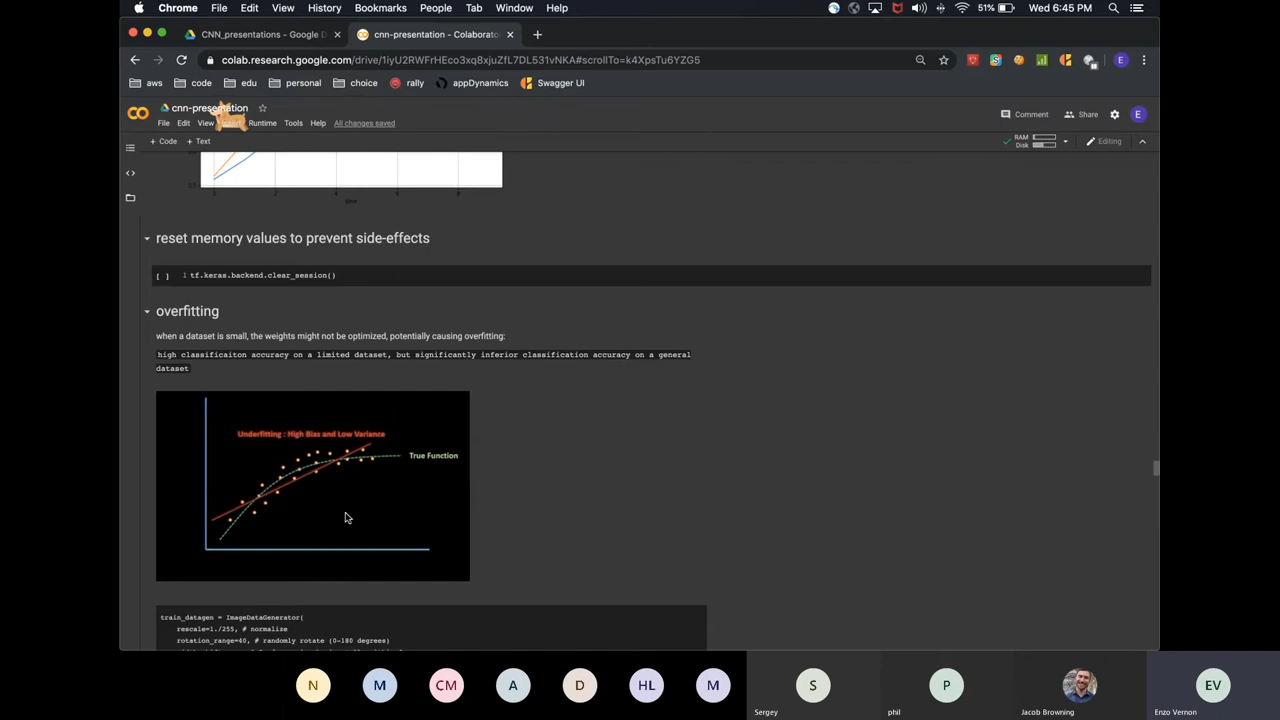 Chrome File Edit View History Bookmarks People Tab Window Help 51% Wed 6:45 PM
CNN_presentations - Google D × cnn-presentation - Colaborato × +
colab.research.google.com/drive/1iyU2RWFrHEco3xq8xjuZfL7DL531vNKA#scrollTo=k4XpsTu6YZG5
aws code edu personal choice rally appDynamics Swagger UI
cnn-presentation
Comment Share E
File Edit View Runtime Tools Help All changes saved
+ Code + Text RAM Disk Editing
0 2 4 6 8
reset memory values to prevent side-effects
[ ] 1 tf.keras.backend.clear_session()
overfitting
when a dataset is small, the weights might not be optimized, potentially causing overfitting:
high classificaiton accuracy on a limited dataset, but significantly inferior classification accuracy on a general
dataset
Underfitting : High Bias and Low Variance
True Function
train_datagen = ImageDataGenerator(
rescale=1./255, # normalize
rotation_range=40, # randomly rotate (0-180 degrees)
N M CM A D HL M S P EV
Sergey phil Jacob Browning Enzo Vernon